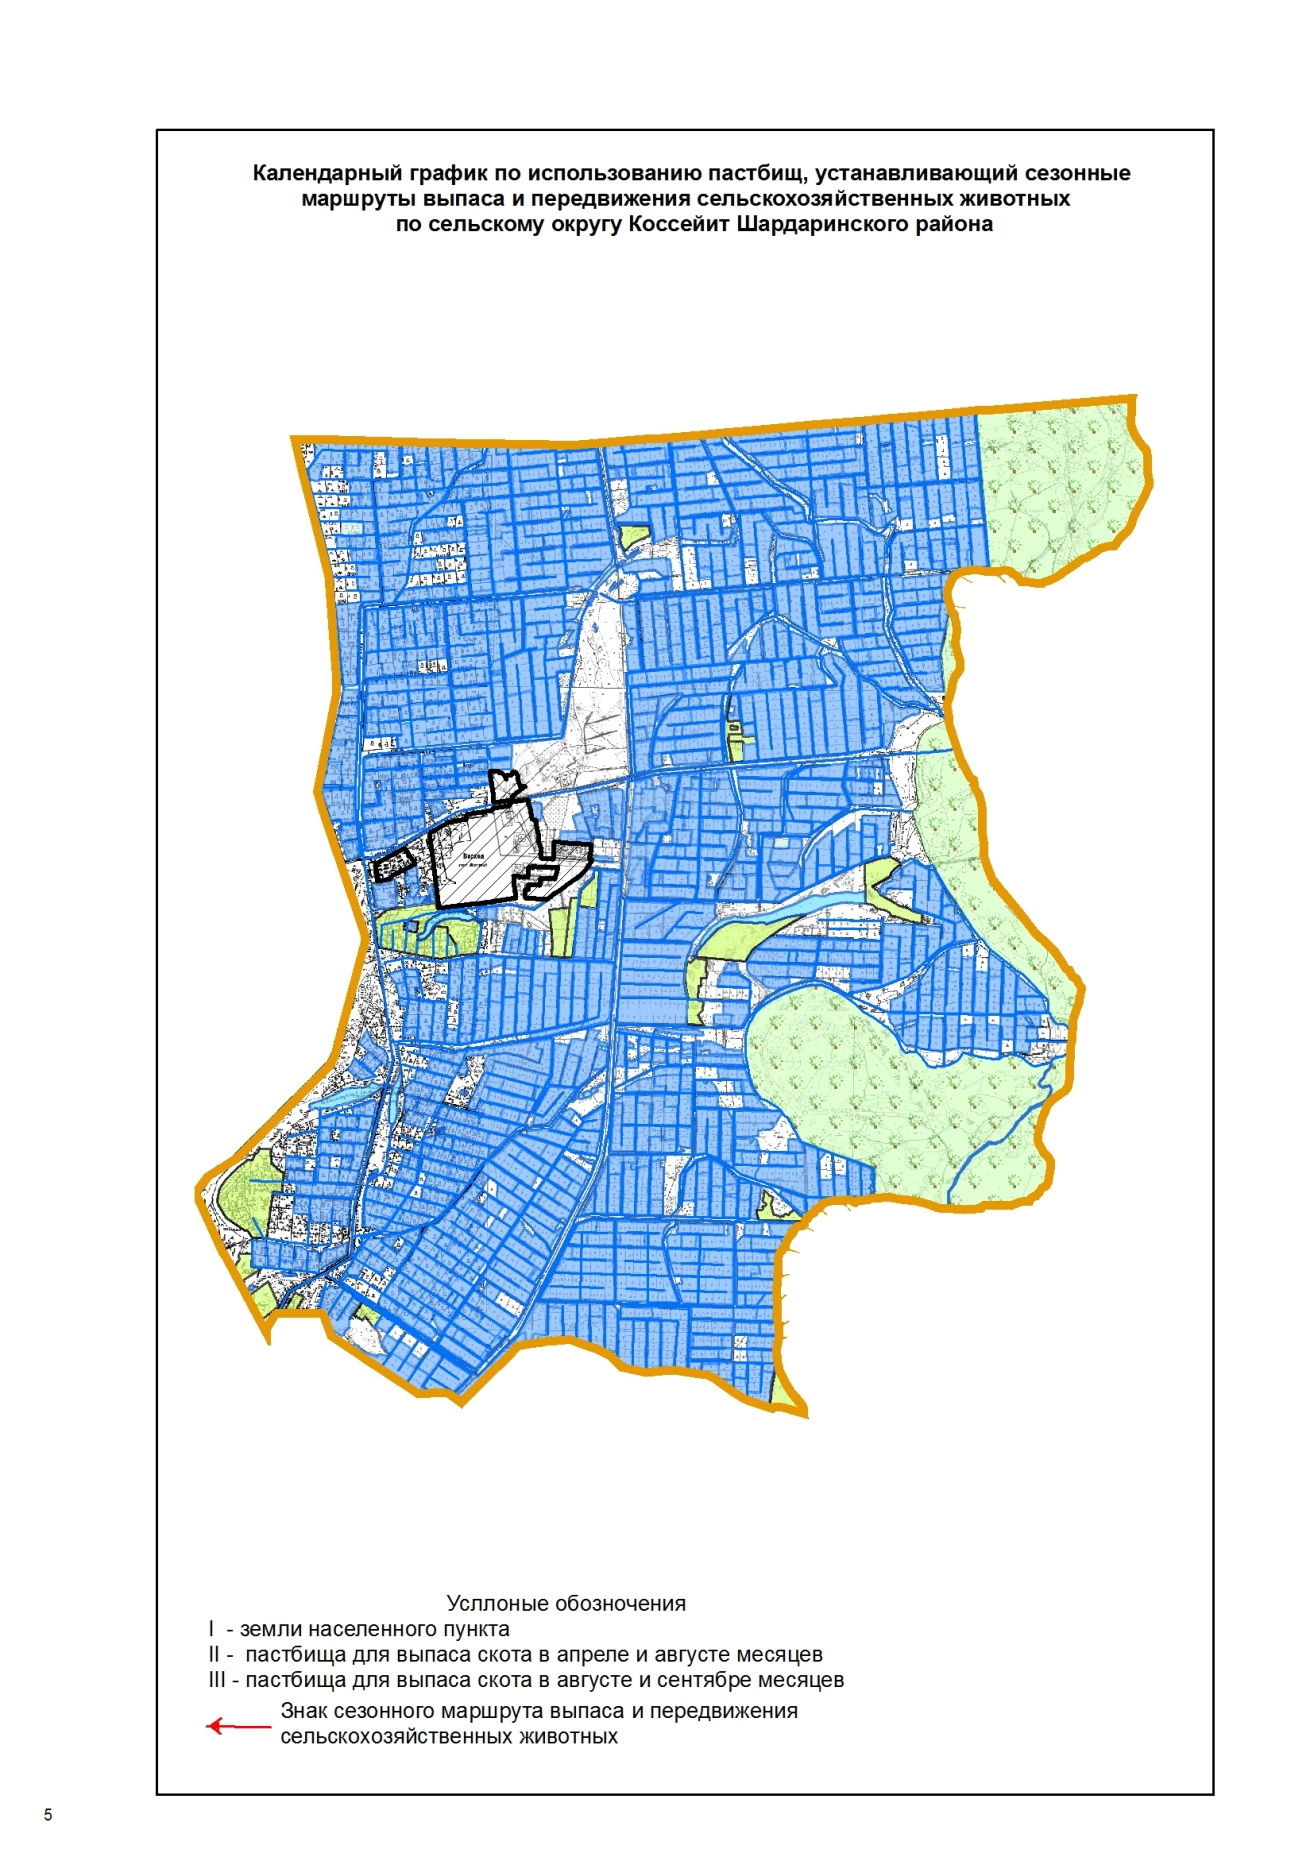 Календарный график по использованию пастбищ, устанавливающий сезонные
маршруты выпаса и передвижения сельскохозяйственных животных
по сельскому округу Коссейит Шардаринского района
Усллоные обозночения
I - земли населенного пункта
II - пастбища для выпаса скота в апреле и августе месяцев
III - пастбища для выпаса скота в августе и сентябре месяцев
Знак сезонного маршрута выпаса и передвижения
сельскохозяйственных животных
5